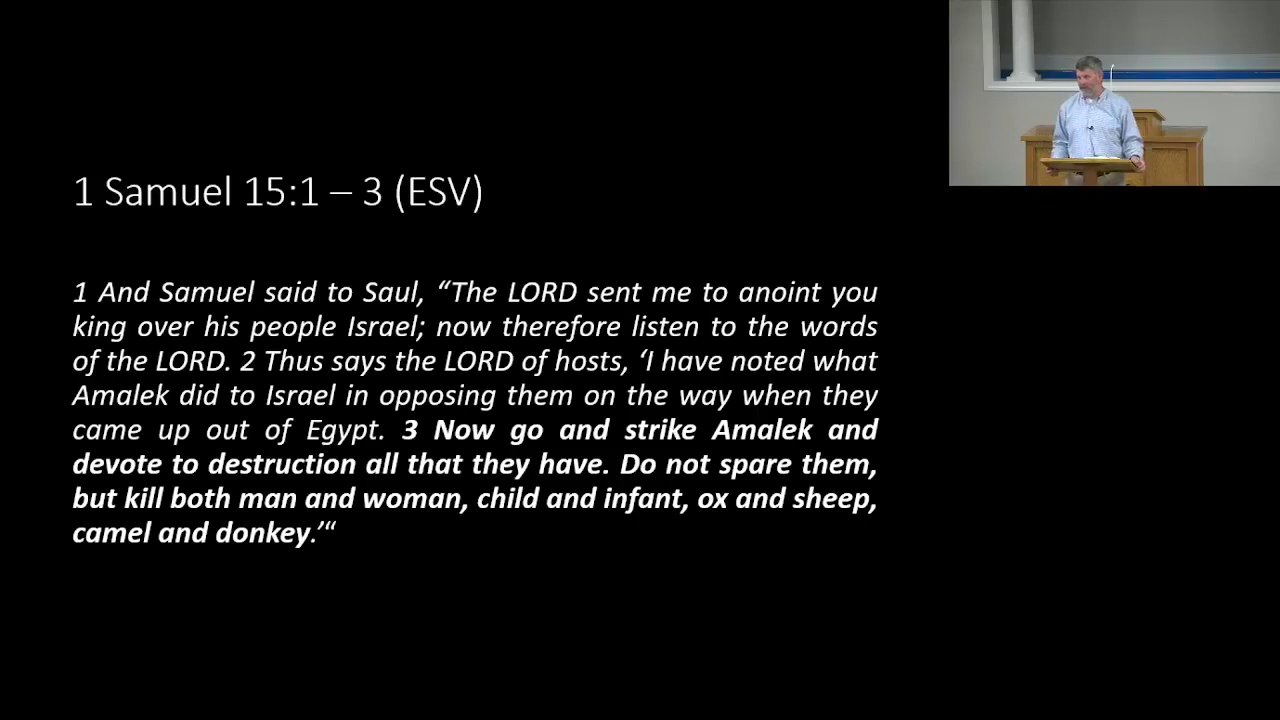 1 Samuel 15:1 – 3 (ESV)
1 And Samuel said to Saul, “The LORD sent me to anoint you
king over his people Israel; now therefore listen to the words
of the LORD. 2 Thus says the LORD of hosts, ‘I have noted what
Amalek did to Israel in opposing them on the way when they
came up out of Egypt. 3 Now go and strike Amalek and
devote to destruction all that they have. Do not spare them,
but kill both man and woman, child and infant, ox and sheep,
camel and donkey.’“